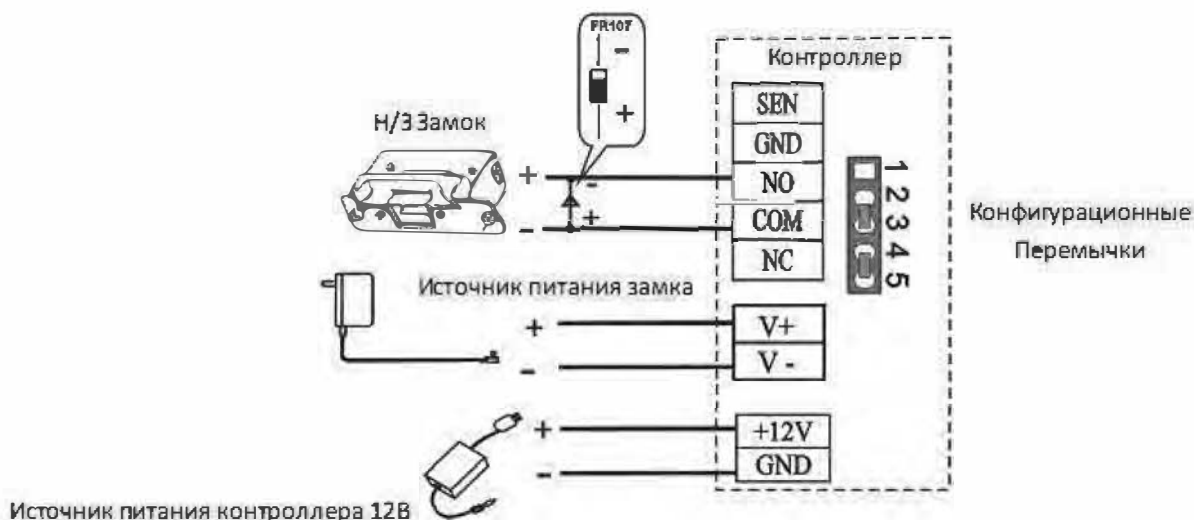 FR107
-
+
Контроллер
SEN
GND
NO
COM
NC
1
2
3
4
5
Н/З Замок
+
-
-
+
Конфигурационные
Перемычки
Источник питания замка
+
-
V+
V -
+
-
+12V
GND
Источник питания контроллера 12В